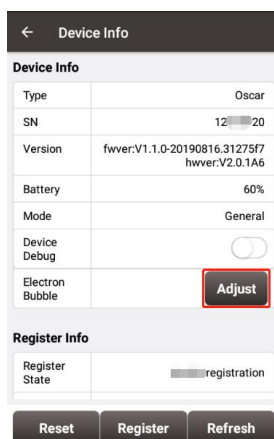 ← Device Info
Device Info
Type Oscar
SN 12 20
Version fwver:V1.1.0-20190816.31275f7
hwver:V2.0.1A6
Battery 60%
Mode General
Device
Debug
Electron
Bubble Adjust
Register Info
Register
State registration
Reset Register Refresh